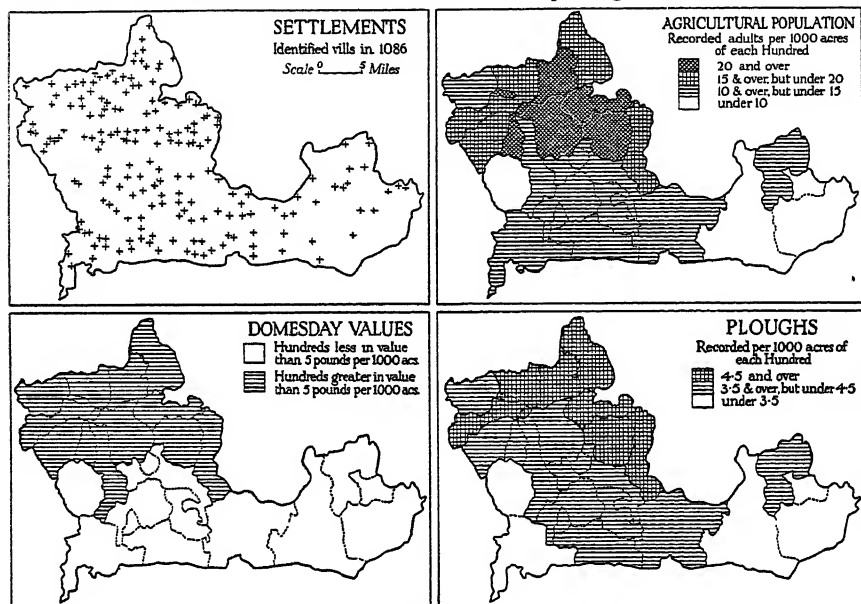 SETTLEMENTS
Identified vills in 1086
Scale 0 5 Miles
AGRICULTURAL POPULATION
Recorded adults per 1000 acres
of each Hundred
20 and over
15 & over, but under 20
10 & over, but under 15
under 10
DOMESDAY VALUES
Hundreds less in value
than 5 pounds per 1000 acs.
Hundreds greater in value
than 5 pounds per 1000 acs.
PLOUGHS
Recorded per 1000 acres of
each Hundred
4·5 and over
3·5 & over, but under 4·5
under 3·5